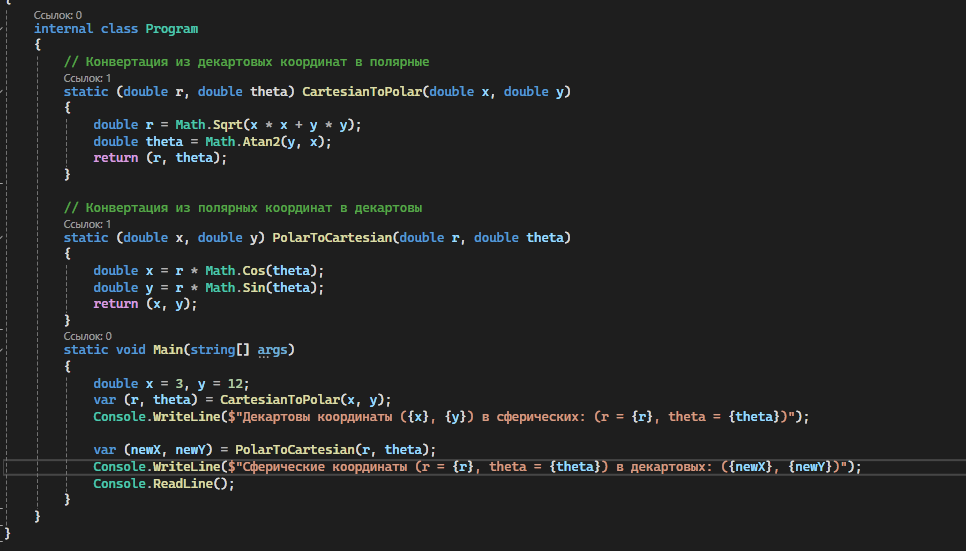 {
Ссылок: 0
internal class Program
{
// Конвертация из декартовых координат в полярные
Ссылок: 1
static (double r, double theta) CartesianToPolar(double x, double y)
{
double r = Math.Sqrt(x * x + y * y);
double theta = Math.Atan2(y, x);
return (r, theta);
}
// Конвертация из полярных координат в декартовы
Ссылок: 1
static (double x, double y) PolarToCartesian(double r, double theta)
{
double x = r * Math.Cos(theta);
double y = r * Math.Sin(theta);
return (x, y);
}
Ссылок: 0
static void Main(string[] args)
{
double x = 3, y = 12;
var (r, theta) = CartesianToPolar(x, y);
Console.WriteLine($"Декартовы координаты ({x}, {y}) в сферических: (r = {r}, theta = {theta})");
var (newX, newY) = PolarToCartesian(r, theta);
Console.WriteLine($"Сферические координаты (r = {r}, theta = {theta}) в декартовых: ({newX}, {newY})");
Console.ReadLine();
}
}
}